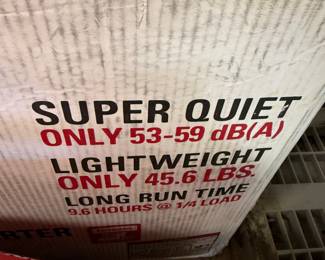 SUPER QUIET
ONLY 53-59 dB(A)
LIGHTWEIGHT
ONLY 45.6 LBS.
LONG RUN TIME
9.6 HOURS @ 1/4 LOAD
RTER